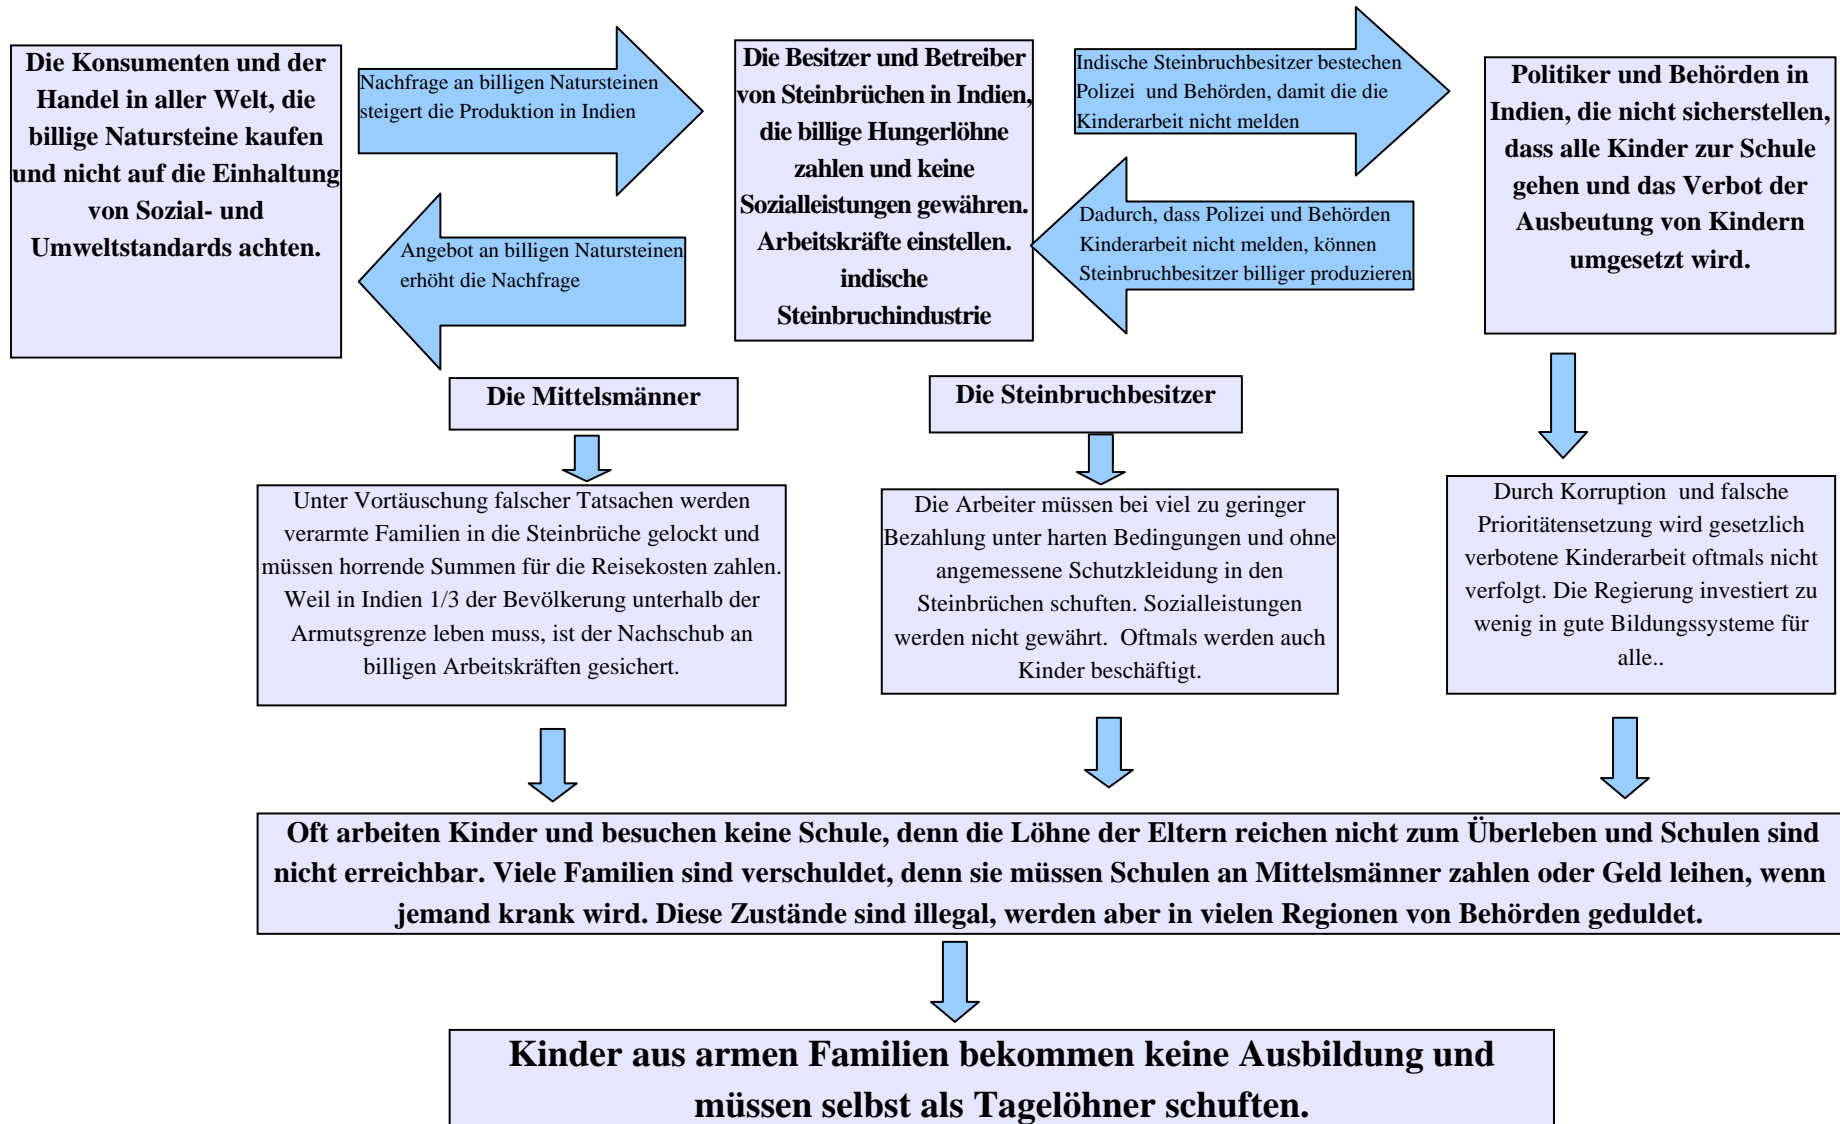 Die Konsumenten und der
Handel in aller Welt, die
billige Natursteine kaufen
und nicht auf die Einhaltung
von Sozial- und
Umweltstandards achten.
Nachfrage an billigen Natursteinen
steigert die Produktion in Indien
Angebot an billigen Natursteinen
erhöht die Nachfrage
Die Besitzer und Betreiber
von Steinbrüchen in Indien,
die billige Hungerlöhne
zahlen und keine
Sozialleistungen gewähren.
Arbeitskräfte einstellen.
indische
Steinbruchindustrie
Indische Steinbruchbesitzer bestechen
Polizei und Behörden, damit die die
Kinderarbeit nicht melden
Dadurch, dass Polizei und Behörden
Kinderarbeit nicht melden, können
Steinbruchbesitzer billiger produzieren
Politiker und Behörden in
Indien, die nicht sicherstellen,
dass alle Kinder zur Schule
gehen und das Verbot der
Ausbeutung von Kindern
umgesetzt wird.
Die Mittelsmänner
Die Steinbruchbesitzer
Unter Vortäuschung falscher Tatsachen werden
verarmte Familien in die Steinbrüche gelockt und
müssen horrende Summen für die Reisekosten zahlen.
Weil in Indien 1/3 der Bevölkerung unterhalb der
Armutsgrenze leben muss, ist der Nachschub an
billigen Arbeitskräften gesichert.
Die Arbeiter müssen bei viel zu geringer
Bezahlung unter harten Bedingungen und ohne
angemessene Schutzkleidung in den
Steinbrüchen schuften. Sozialleistungen
werden nicht gewährt. Oftmals werden auch
Kinder beschäftigt.
Durch Korruption und falsche
Prioritätensetzung wird gesetzlich
verbotene Kinderarbeit oftmals nicht
verfolgt. Die Regierung investiert zu
wenig in gute Bildungssysteme für
alle..
Oft arbeiten Kinder und besuchen keine Schule, denn die Löhne der Eltern reichen nicht zum Überleben und Schulen sind
nicht erreichbar. Viele Familien sind verschuldet, denn sie müssen Schulen an Mittelsmänner zahlen oder Geld leihen, wenn
jemand krank wird. Diese Zustände sind illegal, werden aber in vielen Regionen von Behörden geduldet.
Kinder aus armen Familien bekommen keine Ausbildung und
müssen selbst als Tagelöhner schuften.